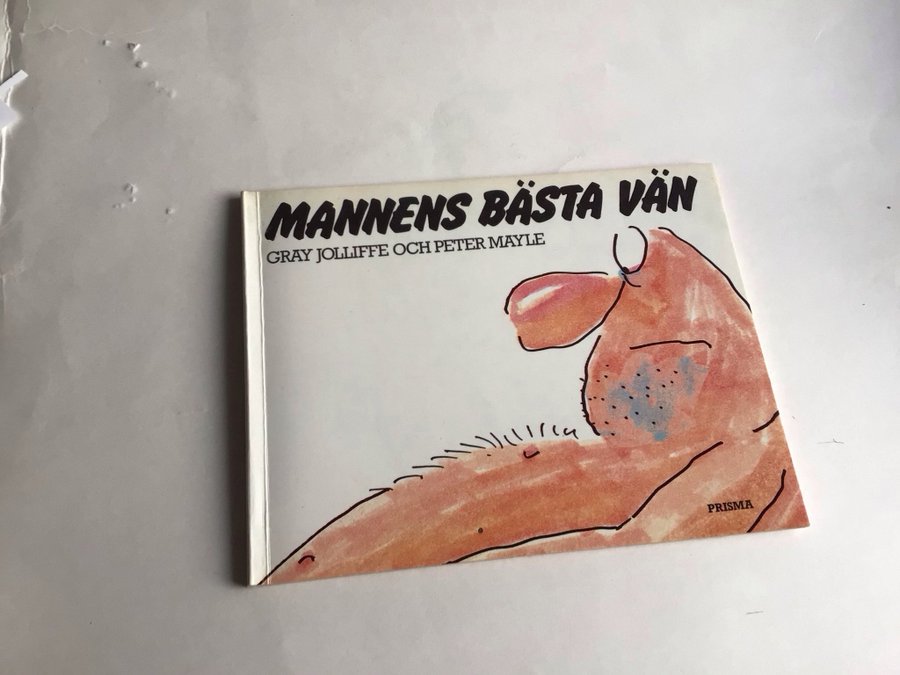 MANNENS BÄSTA VÄN
GRAY JOLLIFFE OCH PETER MAYLE
PRISMA